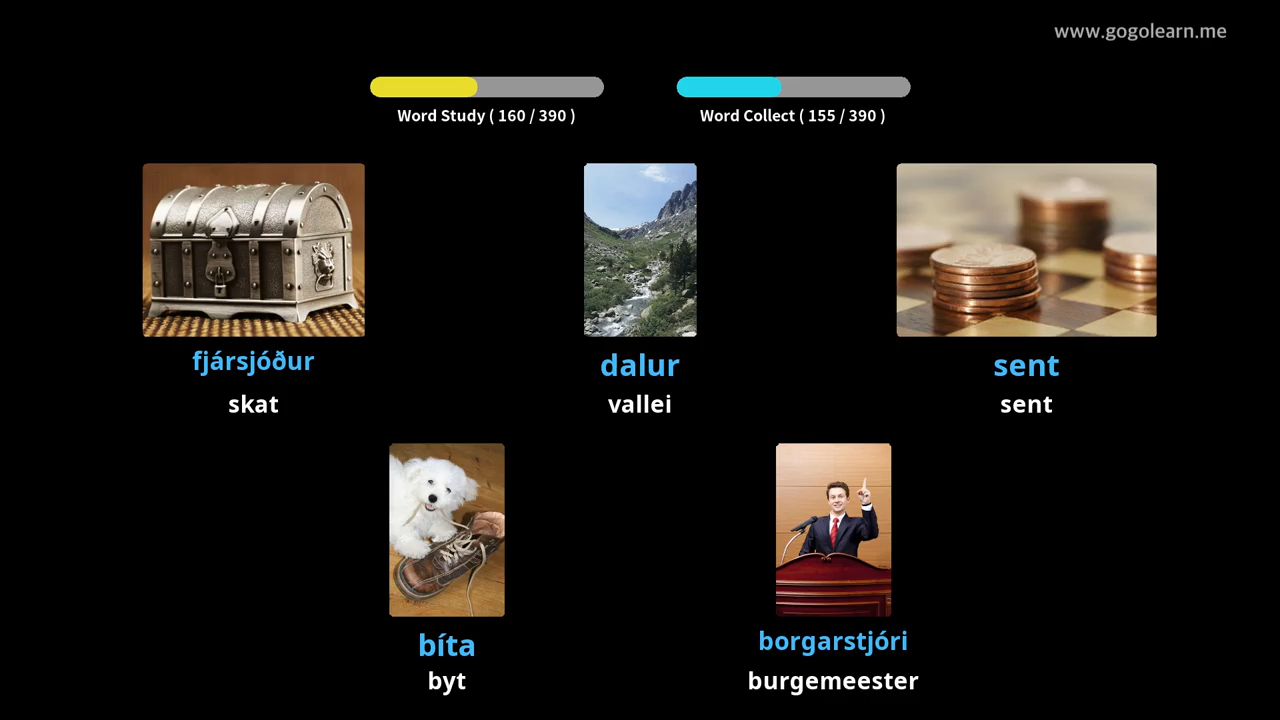 www.gogolearn.me
Word Study ( 160 / 390 )
Word Collect ( 155 / 390 )
fjársjóður
skat
dalur
vallei
sent
sent
bíta
byt
borgarstjóri
burgemeester